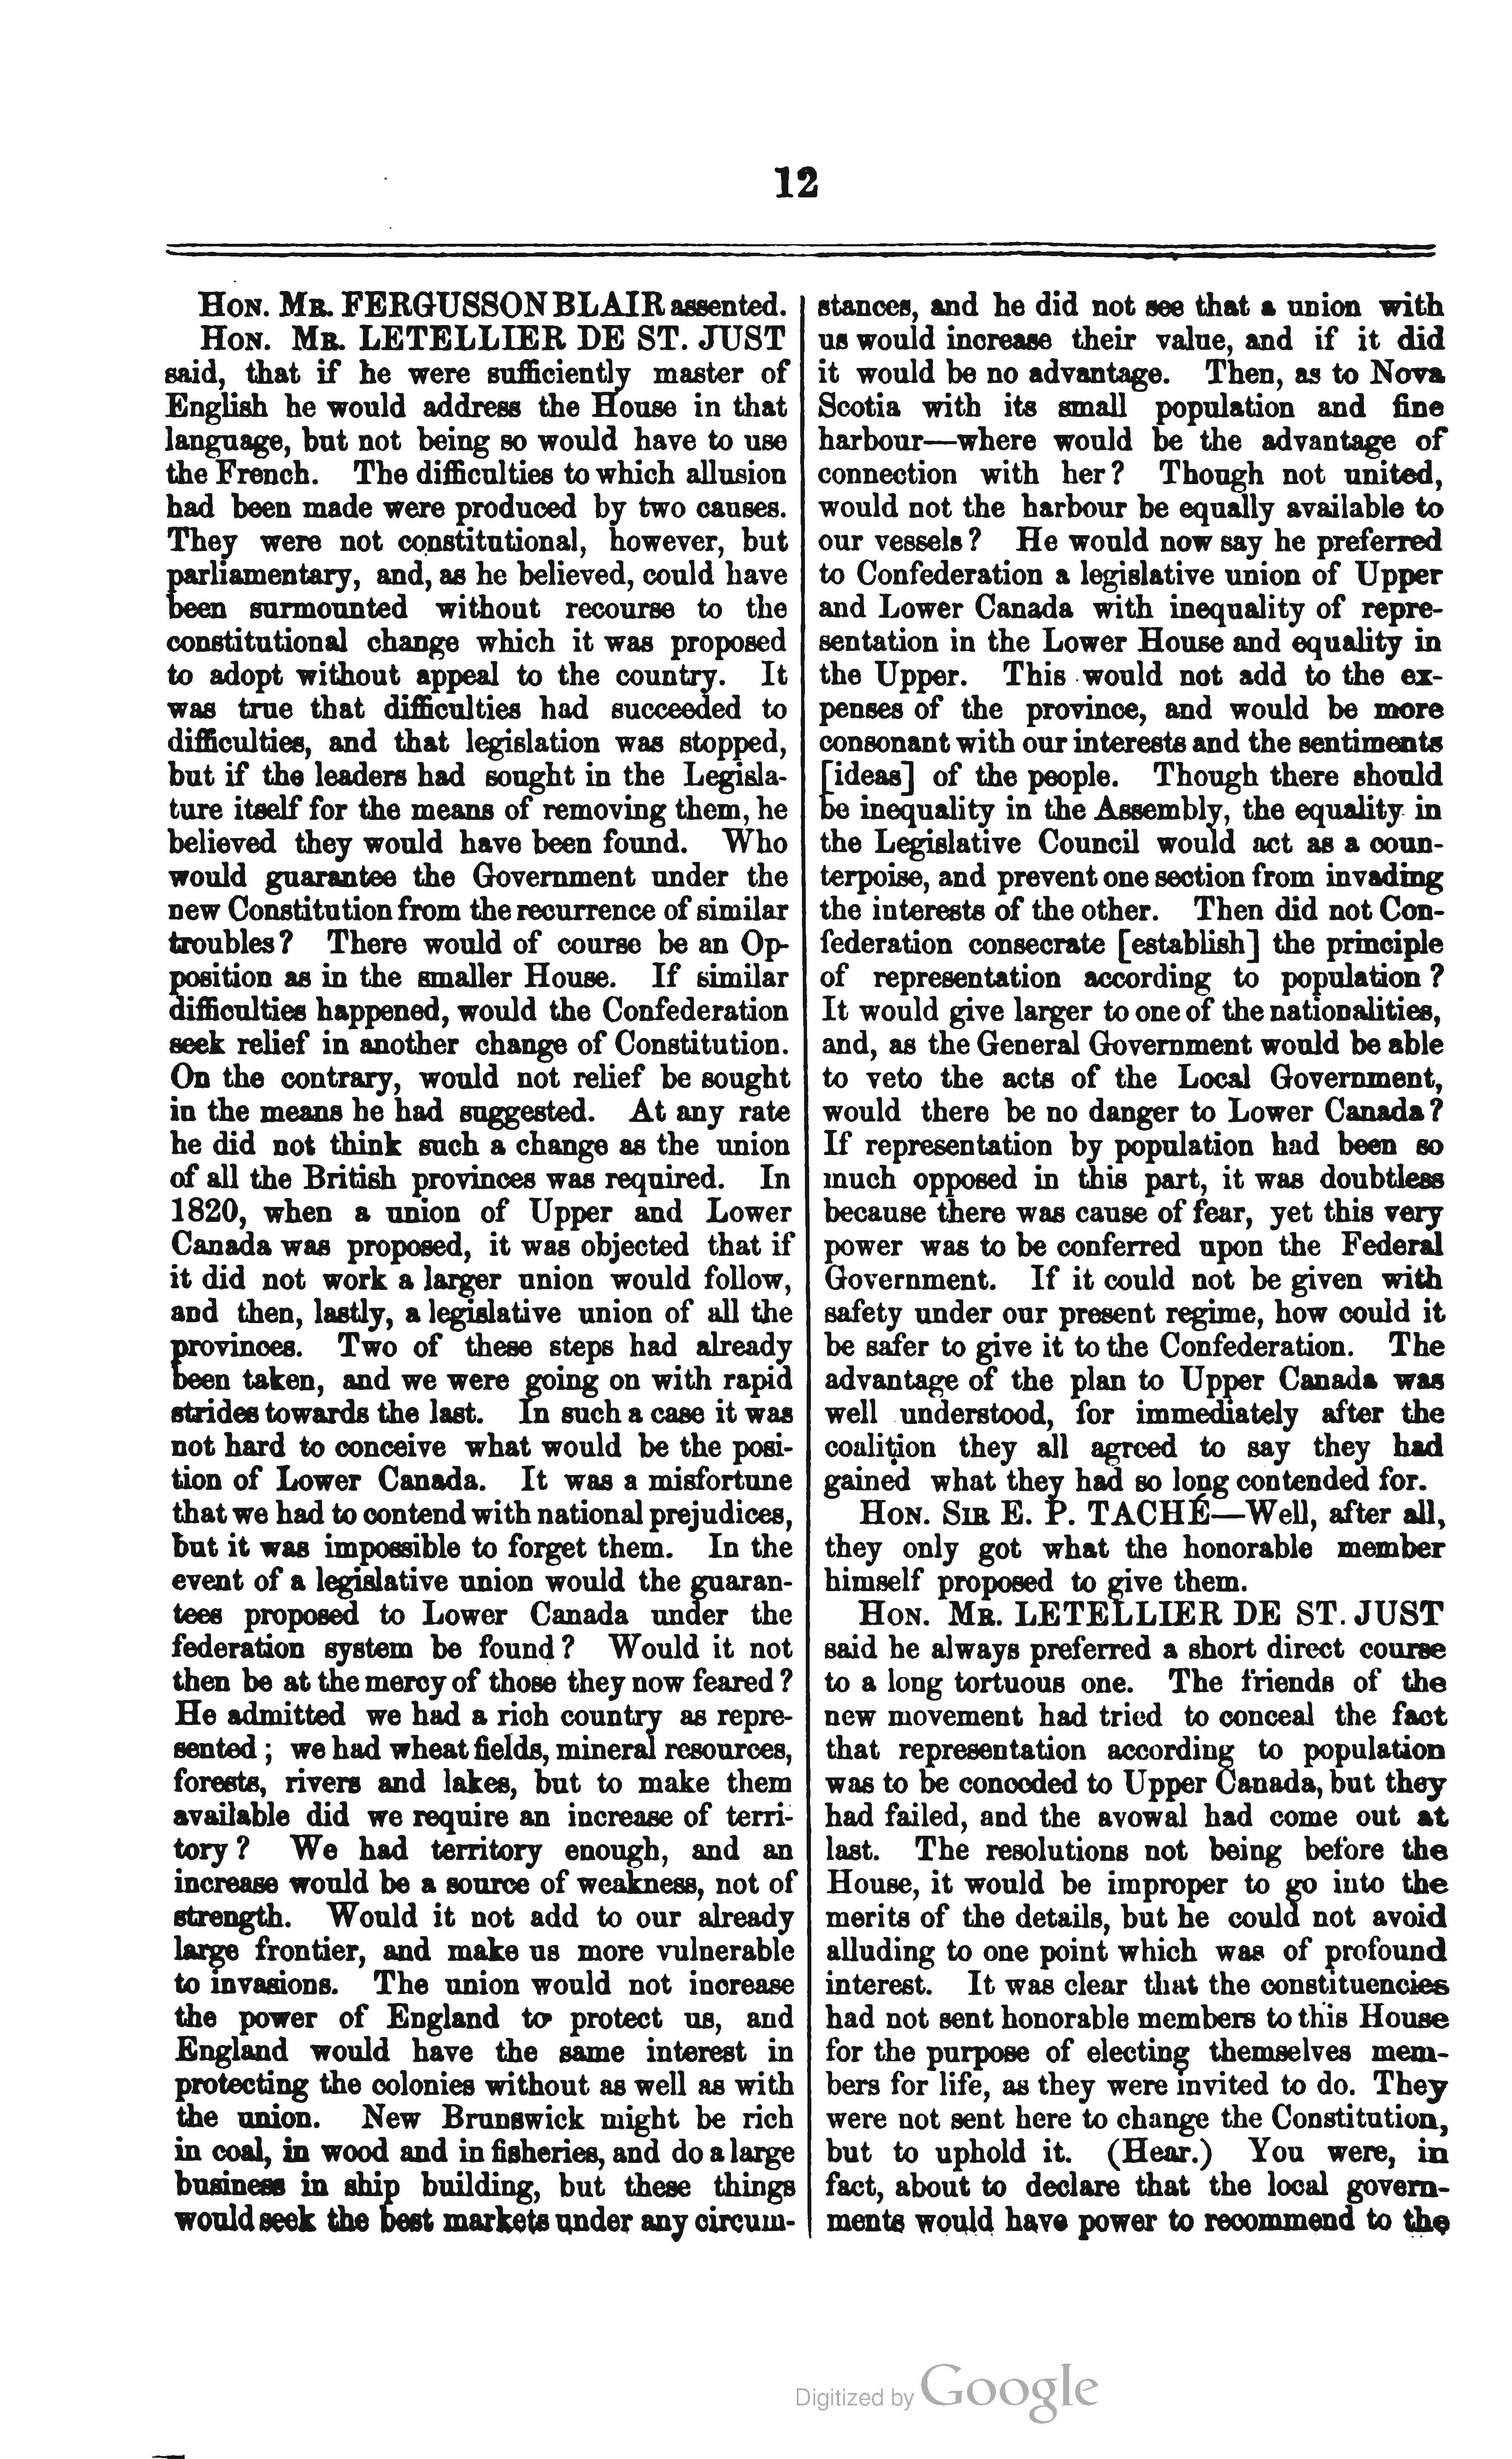 12
HON. MR. FERGUSSON BLAIR assented.
HON. MR. LETELLIER DE ST. JUST
said, that if he were sufficiently master of
English he would address the House in that
language, but not being so would have to use
the French. The difficulties to which allusion
had been made were produced by two causes.
They were not constitutional, however, but
parliamentary, and, as he believed, could have
been surmounted without recourse to the
constitutional change which it was proposed
to adopt without appeal to the country. It
was true that difficulties had succeeded to
difficulties, and that legislation was stopped,
but if the leaders had sought in the Legisla-
ture itself for the means of removing them, he
believed they would have been found. Who
would guarantee the Government under the
new Constitution from the recurrence of similar
troubles? There would of course be an Op-
position as in the smaller House. If similar
difficulties happened, would the Confederation
seek relief in another change of Constitution.
On the contrary, would not relief be sought
in the means he had suggested. At any rate
he did not think such a change as the union
of all the British provinces was required. In
1820, when a union of Upper and Lower
Canada was proposed, it was objected that if
it did not work a larger union would follow,
and then, lastly, a legislative union of all the
provinces. Two of these steps had already
been taken, and we were going on with rapid
strides towards the last. In such a case it was
not hard to conceive what would be the posi-
tion of Lower Canada. It was a misfortune
that we had to contend with national prejudices,
but it was impossible to forget them. In the
event of a legislative union would the guaran-
tees proposed to Lower Canada under the
federation system be found? Would it not
then be at the mercy of those they now feared?
He admitted we had a rich country as repre-
sented; we had wheat fields, mineral resources,
forests, rivers and lakes, but to make them
available did we require an increase of terri-
tory? We had territory enough, and an
increase would be a source of weakness, not of
strength. Would it not add to our already
large frontier, and make us more vulnerable
to invasions. The union would not increase
the power of England to protect us, and
England would have the same interest in
protecting the colonies without as well as with
the union. New Brunswick might be rich
in coal, in wood and in fisheries, and do a large
business in ship building, but these things
would seek the best markets under any circum-
stances, and he did not see that a union with
us would increase their value, and if it did
it would be no advantage. Then, as to Nova
Scotia with its small population and fine
harbour—where would be the advantage of
connection with her? Though not united,
would not the harbour be equally available to
our vessels? He would now say he preferred
to Confederation a legislative union of Upper
and Lower Canada with inequality of repre-
sentation in the Lower House and equality in
the Upper. This would not add to the ex-
penses of the province, and would be more
consonant with our interests and the sentiments
[ideas] of the people. Though there should
be inequality in the Assembly, the equality in
the Legislative Council would act as a coun-
terpoise, and prevent one section from invading
the interests of the other. Then did not Con-
federation consecrate [establish] the principle
of representation according to population?
It would give larger to one of the nationalities,
and, as the General Government would be able
to veto the acts of the Local Government,
would there be no danger to Lower Canada?
If representation by population had been so
much opposed in this part, it was doubtless
because there was cause of fear, yet this very
power was to be conferred upon the Federal
Government. If it could not be given with
safety under our present regime, how could it
be safer to give it to the Confederation. The
advantage of the plan to Upper Canada was
well understood, for immediately after the
coalition they all agreed to say they had
gained what they had so long contended for.
HON. SIR E. P. TACHÉ—Well, after all,
they only got what the honorable member
himself proposed to give them.
HON. MR. LETELLIER DE ST. JUST
said he always preferred a short direct course
to a long tortuous one. The friends of the
new movement had tried to conceal the fact
that representation according to population
was to be conceded to Upper Canada, but they
had failed, and the avowal had come out at
last. The resolutions not being before the
House, it would be improper to go into the
merits of the details, but he could not avoid
alluding to one point which was of profound
interest. It was clear that the constituencies
had not sent honorable members to this House
for the purpose of electing themselves mem-
bers for life, as they were invited to do. They
were not sent here to change the Constitution,
but to uphold it. (Hear.) You were, in
fact, about to declare that the local govern-
ments would have power to recommend to the
Digitized by Google